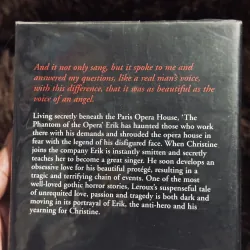 And it not only sang, but it spoke to me and
answered my questions, like a real man's voice,
with this difference, that it was as beautiful as the
voice of an angel.
Living secretly beneath the Paris Opera House, 'The
Phantom of the Opera' Erik has haunted those who work
there with his demands and shrouded the opera house in
fear with the legend of his disfigured face. When Christine
joins the company Erik is instantly smitten and secretly
teaches her to become a great singer. He soon develops an
obsessive love for his beautiful protégé, resulting in a
tragic and terrifying chain of events. One of the most
well-loved gothic horror stories, Leroux's suspenseful tale
of unrequited love, passion and tragedy is both dark and
moving in its portrayal of Erik, the anti-hero and his
yearning for Christine.